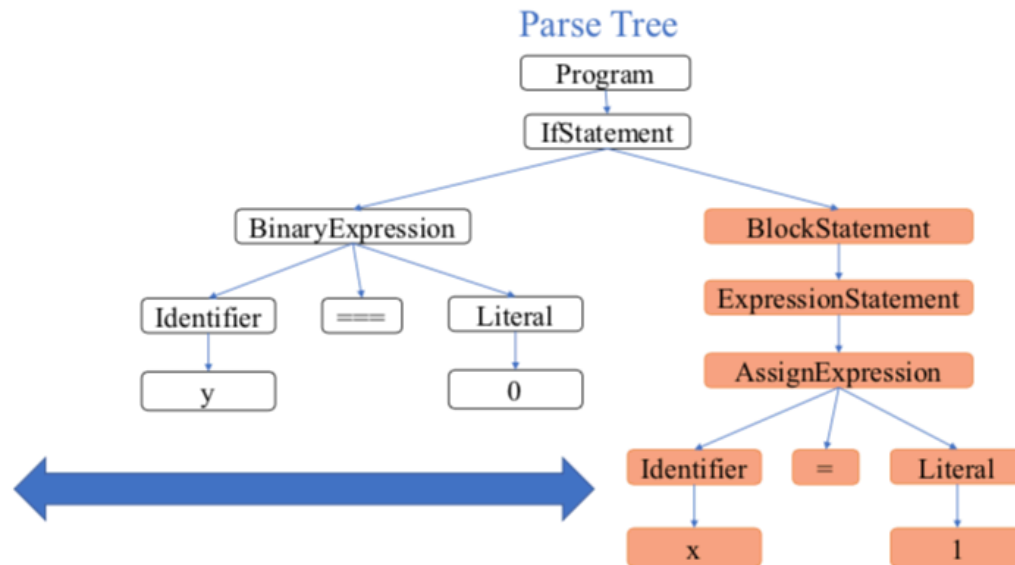 Parse Tree
Program
IfStatement
BinaryExpression
BlockStatement
Identifier
===
Literal
ExpressionStatement
y
0
AssignExpression
Identifier
=
Literal
x
1